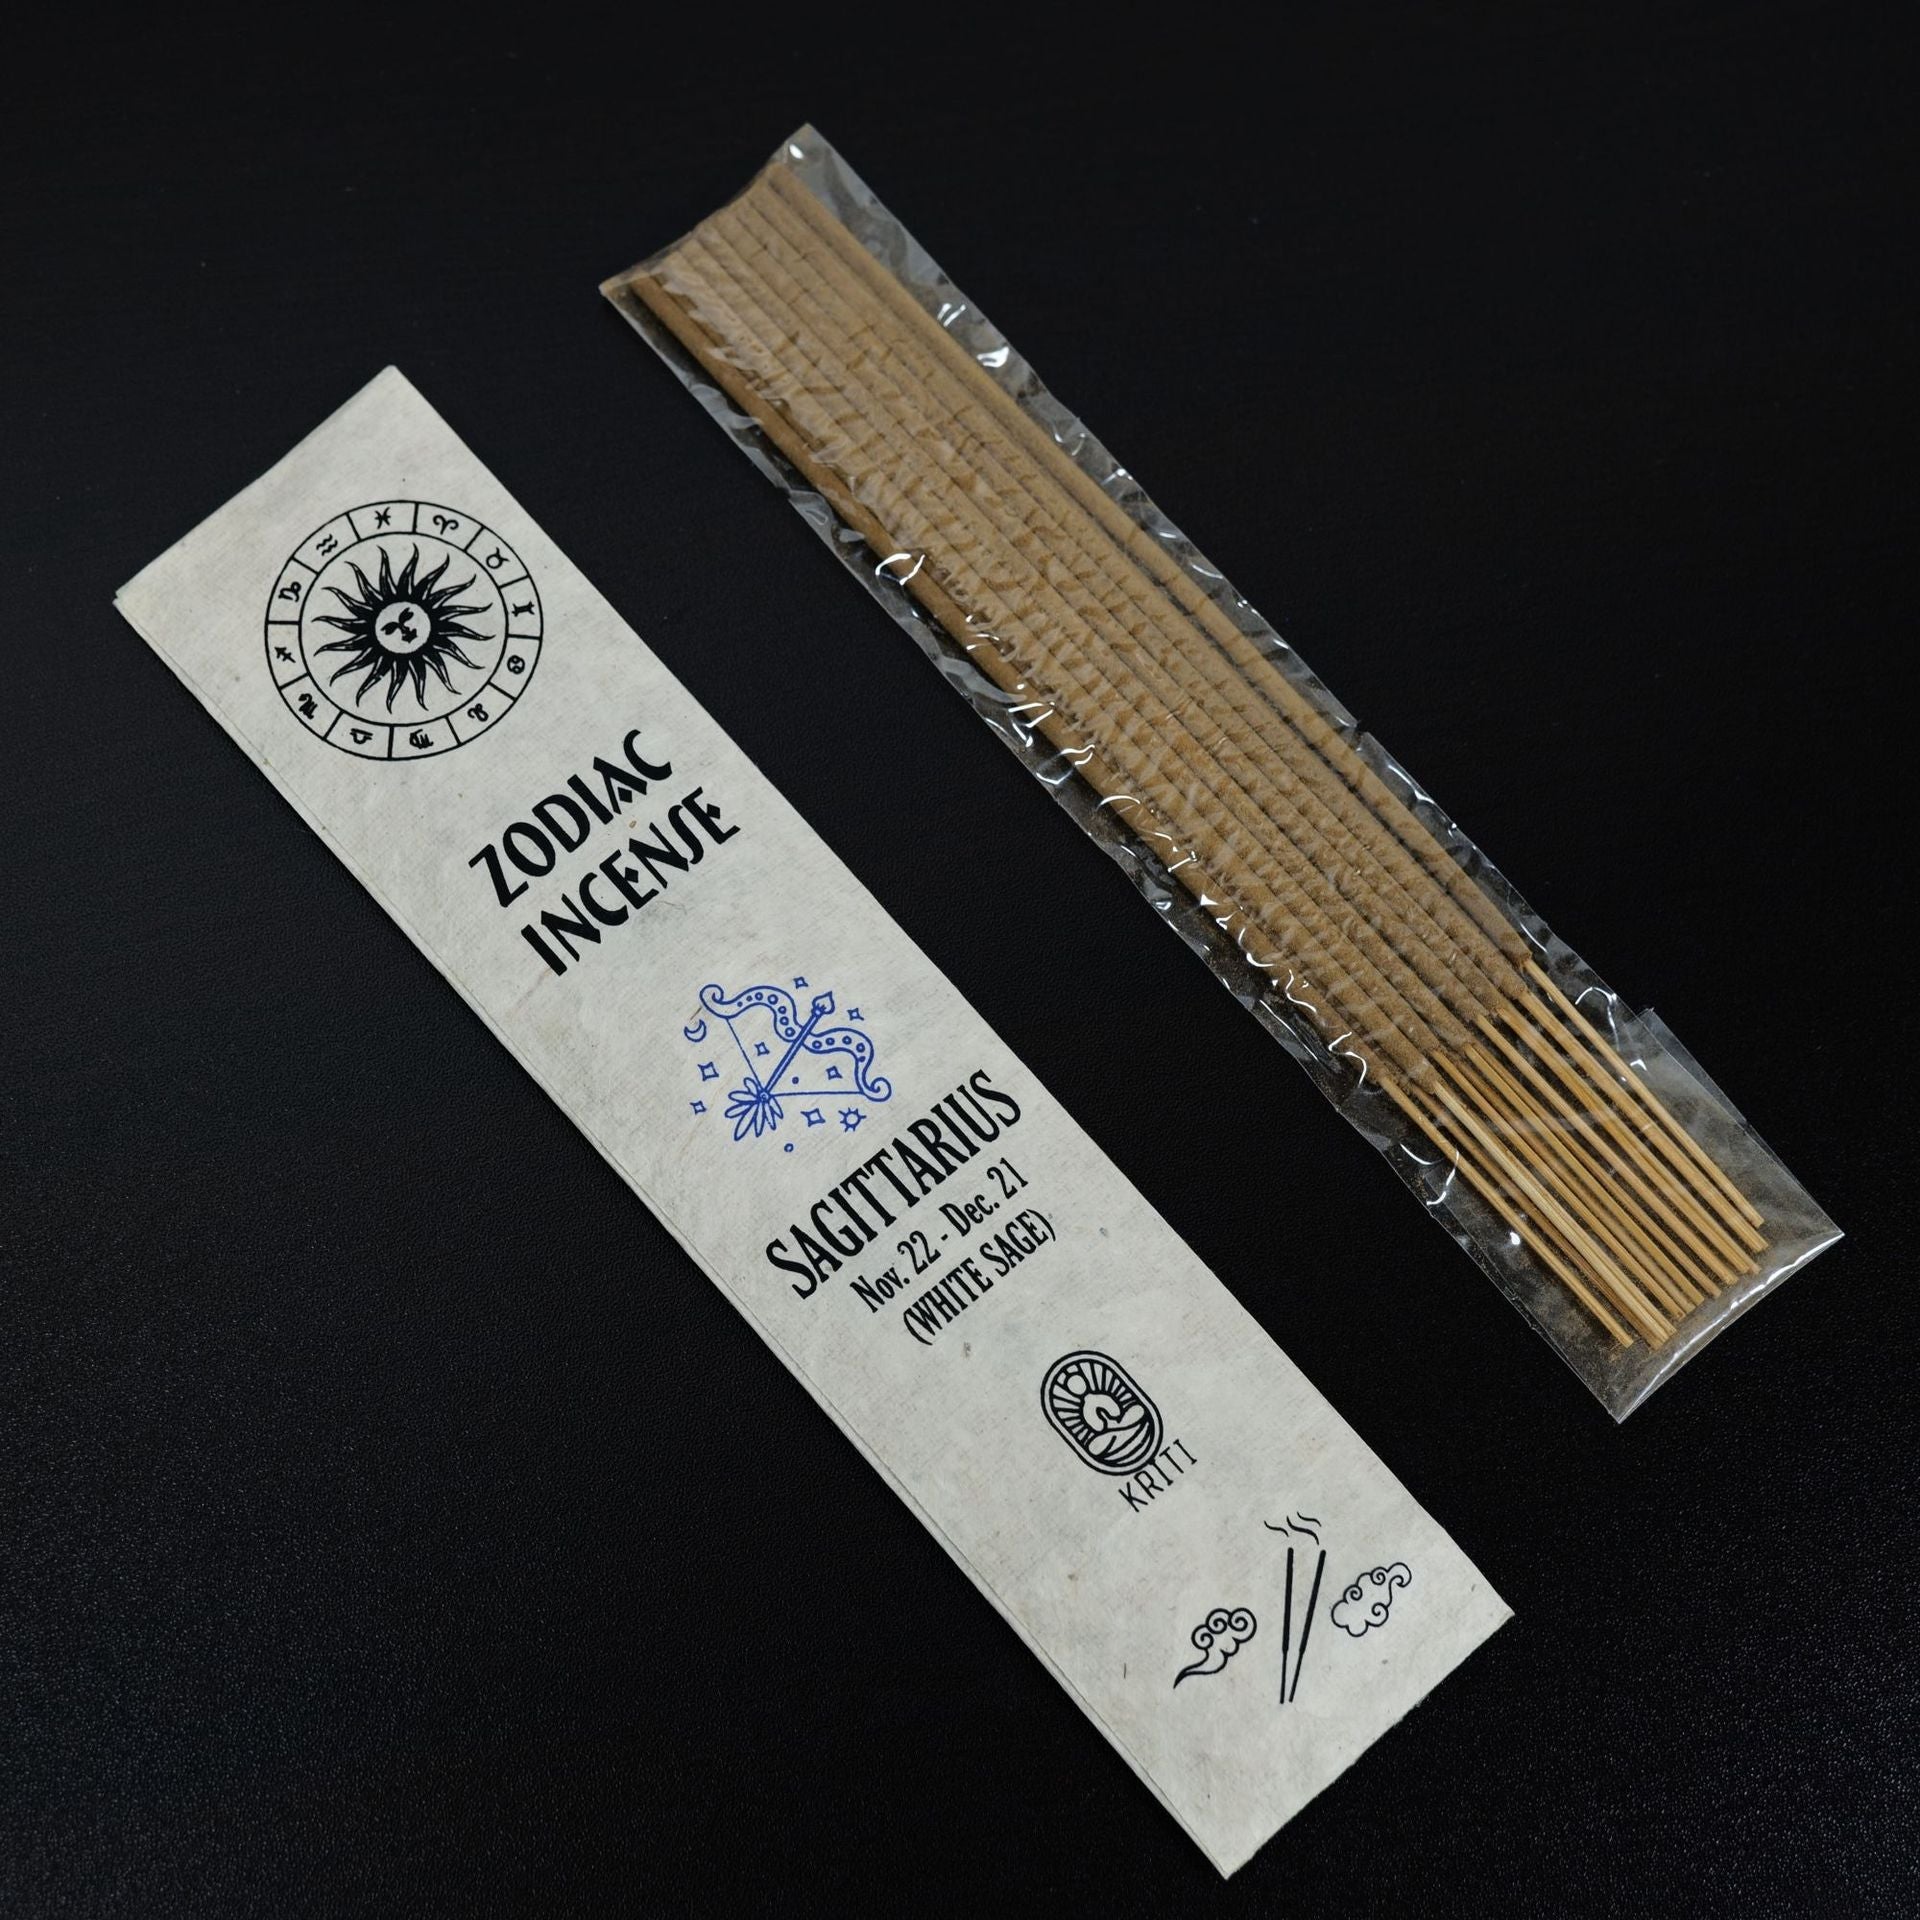 ZODIAC
INCENSE
SAGITTARIUS
Nov. 22 - Dec. 21
(WHITE SAGE)
KRITI